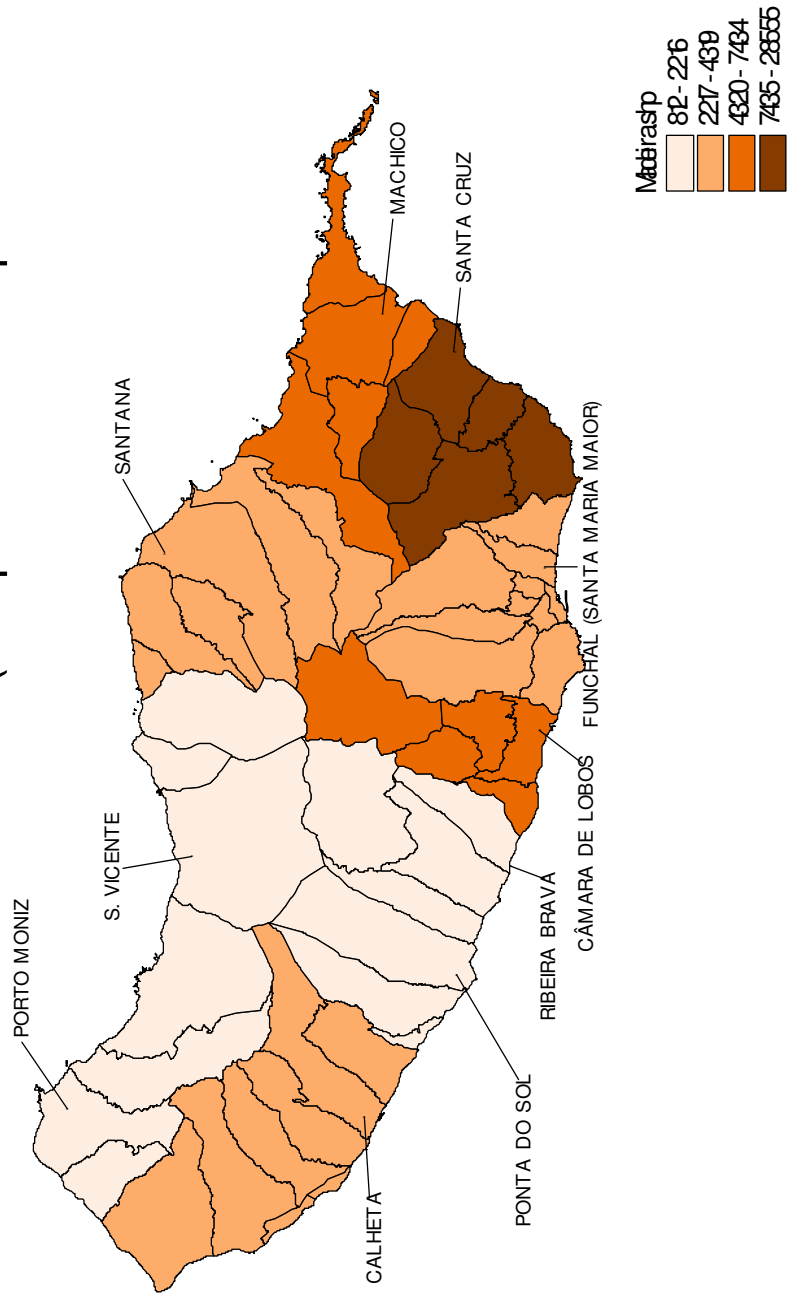 PORTO MONIZ
S. VICENTE
SANTANA
MACHICO
SANTA CRUZ
FUNCHAL (SANTA MARIA MAIOR)
CÂMARA DE LOBOS
RIBEIRA BRAVA
PONTA DO SOL
CALHETA
812 - 2216
2217 - 4319
4320 - 7434
7435 - 28555